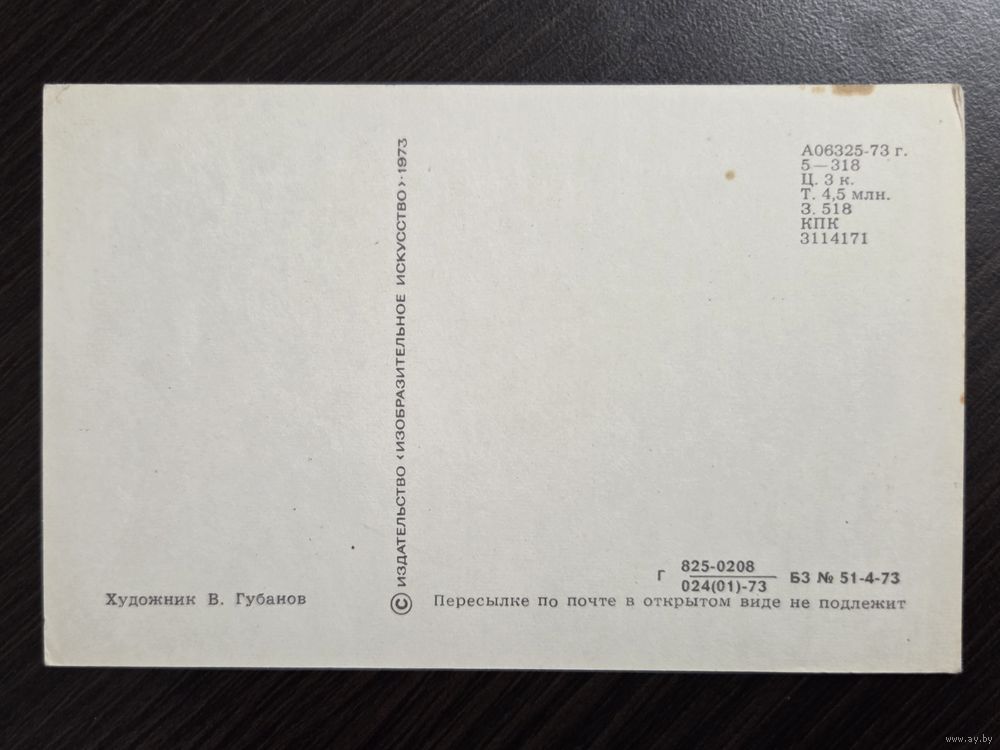 А06325-73 г.
5—318
Ц. 3 к.
Т. 4,5 млн.
З. 518
КПК
3114171
© ИЗДАТЕЛЬСТВО «ИЗОБРАЗИТЕЛЬНОЕ ИСКУССТВО»·1973
Г 825-0208
024(01)-73 БЗ № 51-4-73
Художник В. Губанов
Пересылке по почте в открытом виде не подлежит
www.ay.by